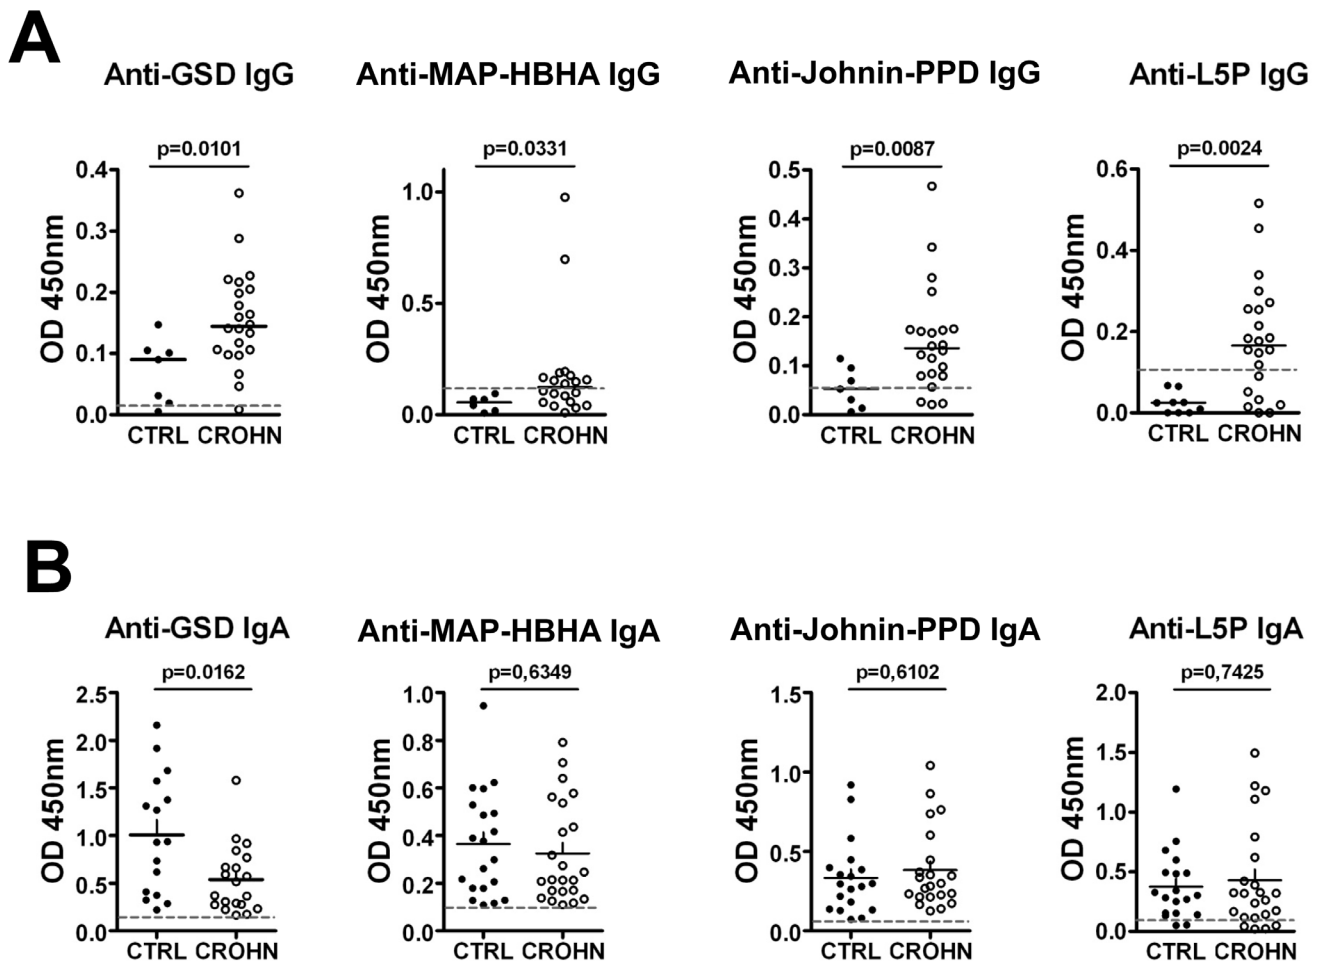 A
Anti-GSD IgG
Anti-MAP-HBHA IgG
Anti-Johnin-PPD IgG
Anti-L5P IgG
p=0.0101
p=0.0331
p=0.0087
p=0.0024
OD 450nm
0.4
0.3
0.2
0.1
0.0
CTRL CROHN
OD 450nm
1.0
0.5
0.0
CTRL CROHN
OD 450nm
0.5
0.4
0.3
0.2
0.1
0.0
CTRL CROHN
OD 450nm
0.6
0.4
0.2
0.0
CTRL CROHN
B
Anti-GSD IgA
Anti-MAP-HBHA IgA
Anti-Johnin-PPD IgA
Anti-L5P IgA
p=0.0162
p=0,6349
p=0,6102
p=0,7425
OD 450nm
2.5
2.0
1.5
1.0
0.5
0.0
CTRL CROHN
OD 450nm
1.0
0.8
0.6
0.4
0.2
0.0
CTRL CROHN
OD 450nm
1.5
1.0
0.5
0.0
CTRL CROHN
OD 450nm
2.0
1.5
1.0
0.5
0.0
CTRL CROHN